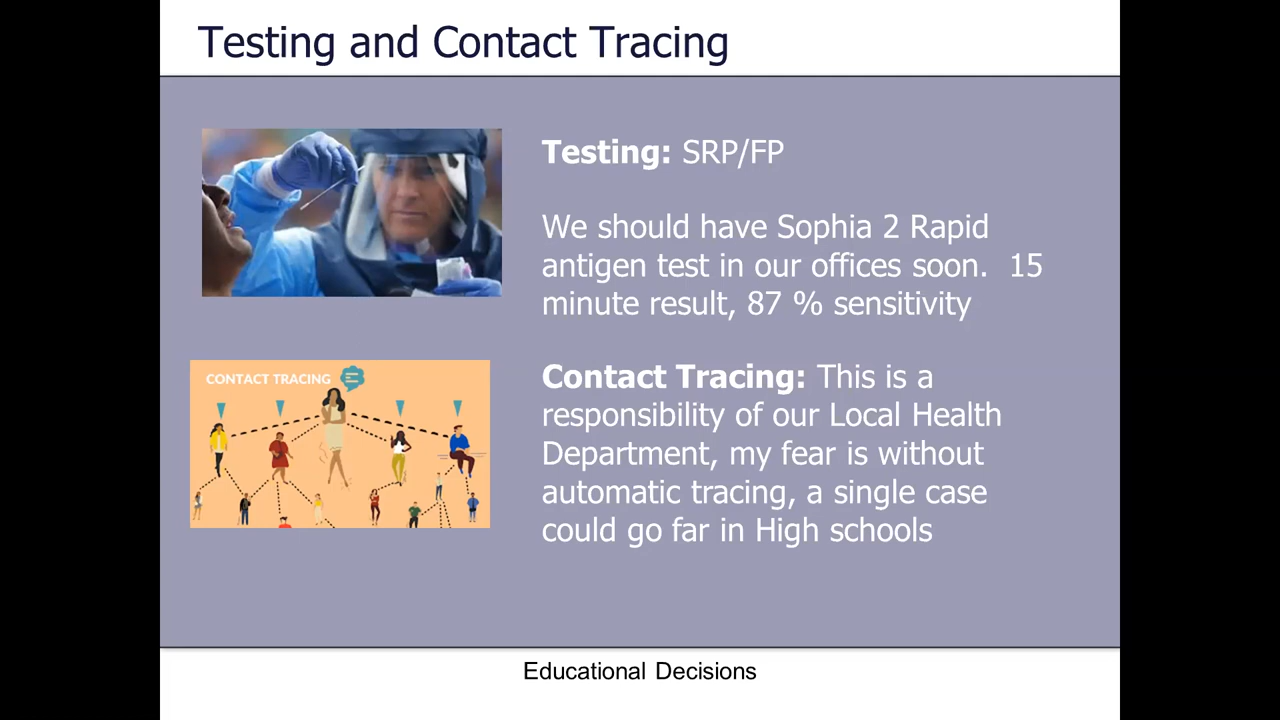 Testing and Contact Tracing
Testing: SRP/FP
We should have Sophia 2 Rapid
antigen test in our offices soon.  15
minute result, 87 % sensitivity
CONTACT TRACING
Contact Tracing: This is a
responsibility of our Local Health
Department, my fear is without
automatic tracing, a single case
could go far in High schools
Educational Decisions